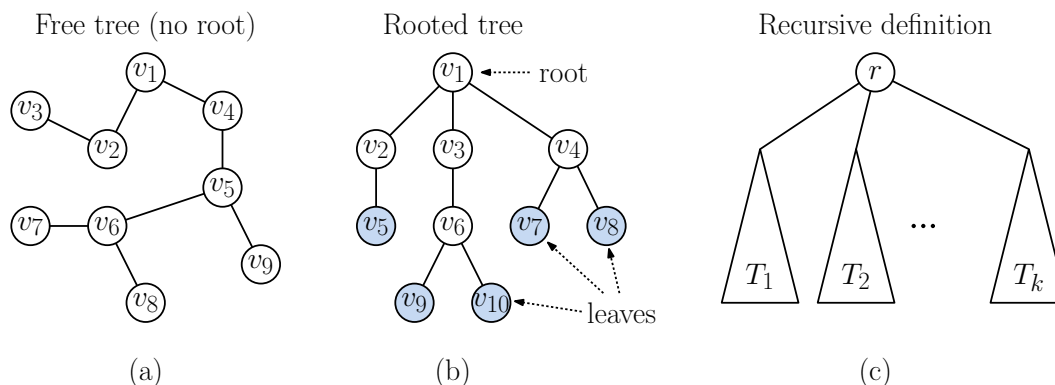 Free tree (no root)
v1
v3
v4
v2
v5
v7
v6
v9
v8
(a)
Rooted tree
v1
root
v2
v3
v4
v5
v6
v7
v8
v9
v10
leaves
(b)
Recursive definition
r
...
T1
T2
Tk
(c)